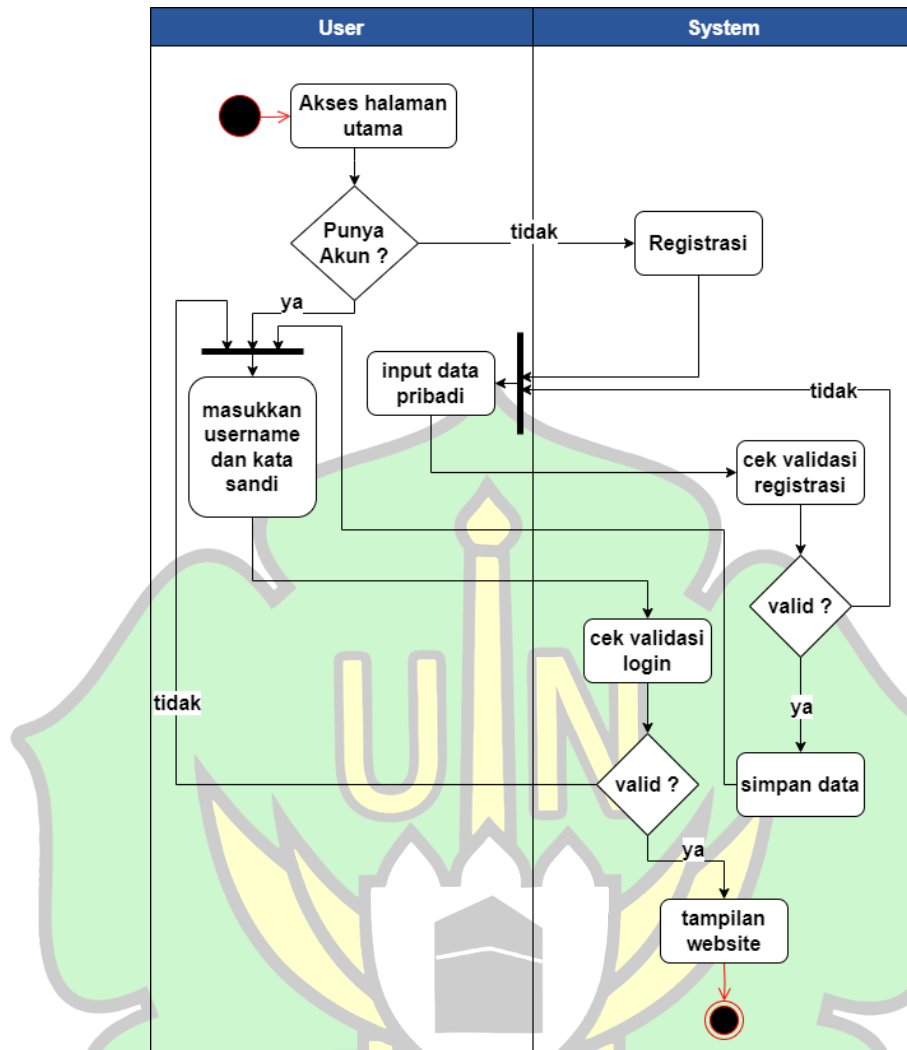 User
System
Akses halaman
utama
Punya
Akun ?
tidak
Registrasi
ya
input data
pribadi
tidak
masukkan
username
dan kata
sandi
cek validasi
registrasi
valid ?
cek validasi
login
tidak
ya
valid ?
simpan data
ya
tampilan
website
UIN